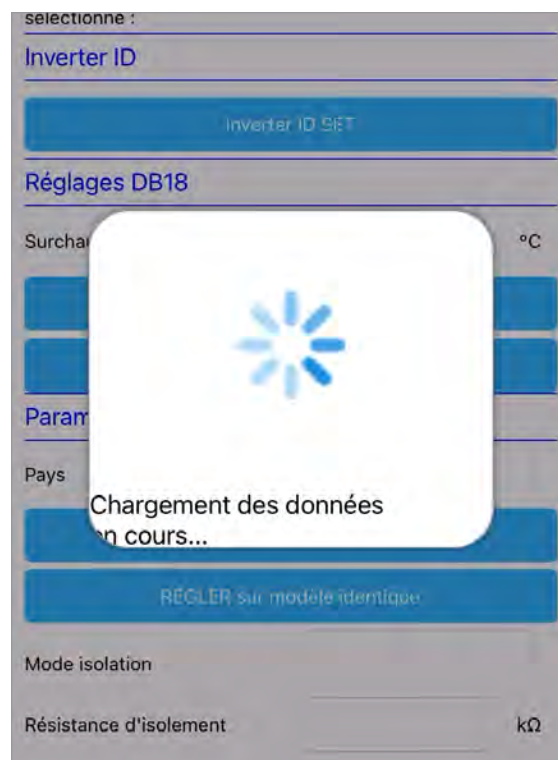 sélectionné :
Inverter ID
Inverter ID SET
Réglages DB18
Surcha
°C
Param
Pays
Chargement des données
en cours...
RÉGLER sur modèle identique
Mode isolation
Résistance d'isolement
kΩ